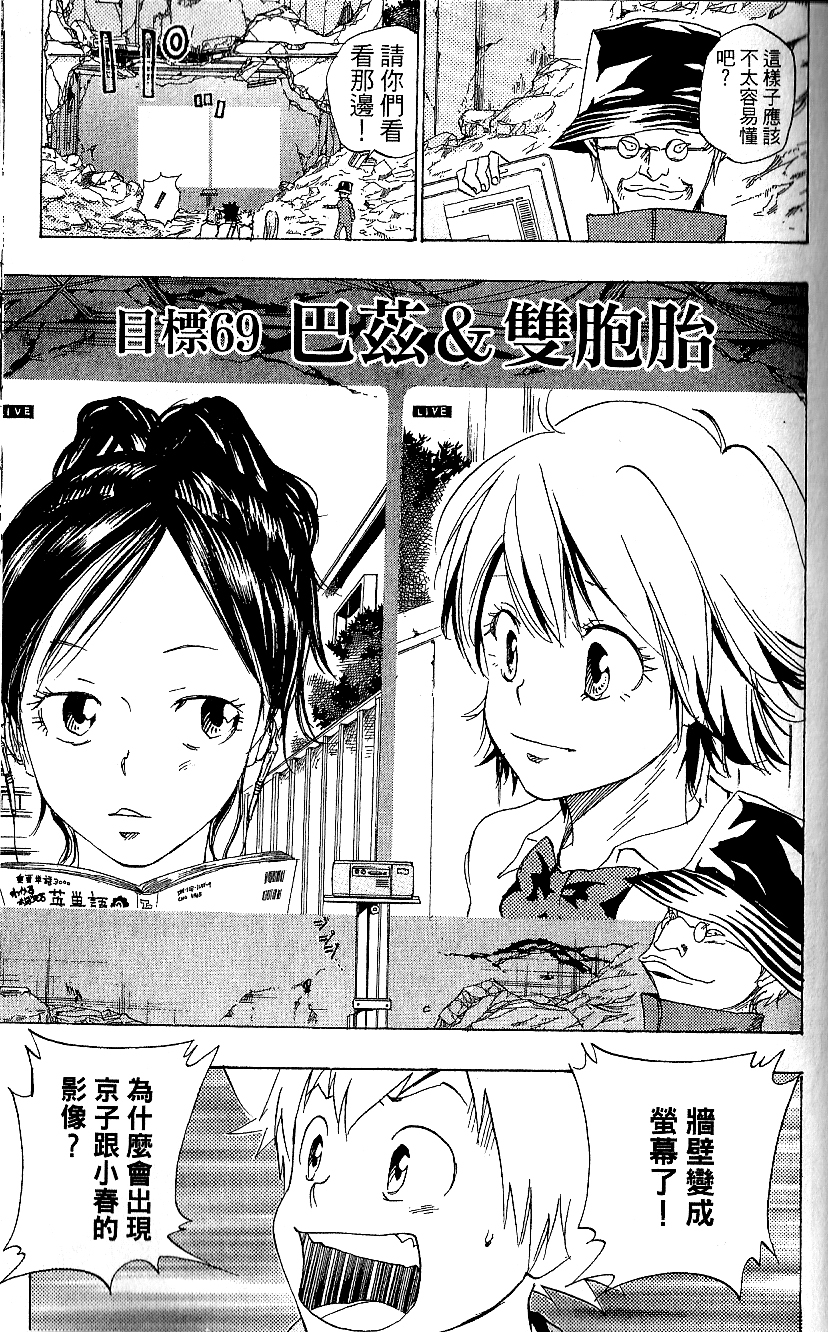 這樣子應該
不太容易懂
吧？
請你們看
看那邊！
！
目標69 巴茲＆雙胞胎
LIVE
LIVE
英単語
牆壁變成
螢幕了！
為什麼會出現
京子跟小春的
影像？